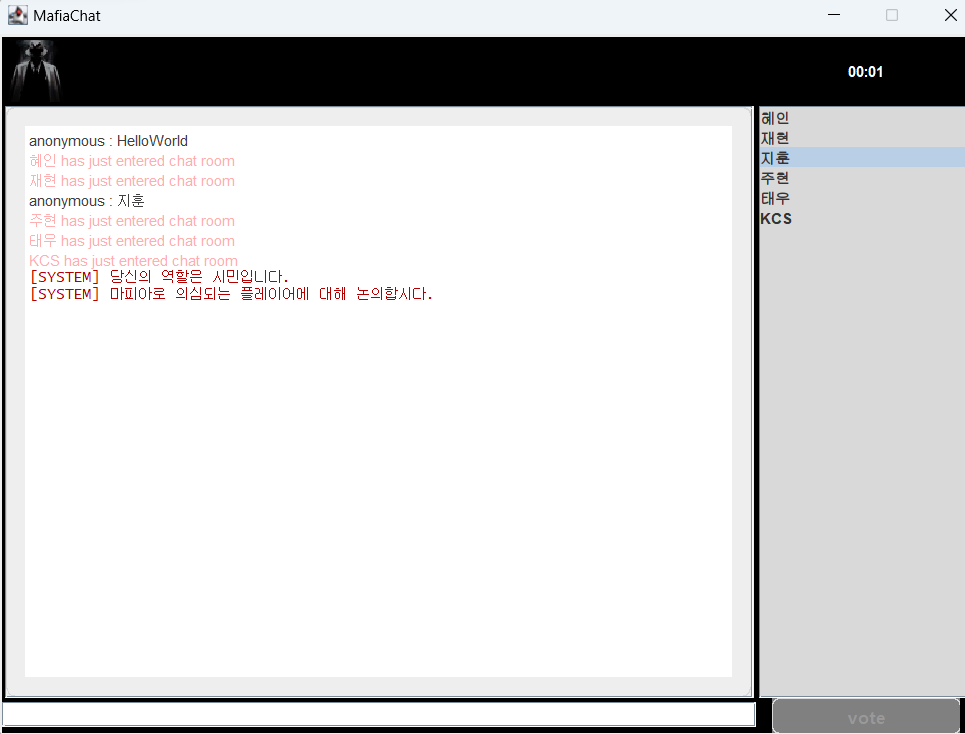 MafiaChat
00:01
anonymous : HelloWorld
혜인 has just entered chat room
재현 has just entered chat room
anonymous : 지훈
주현 has just entered chat room
태우 has just entered chat room
KCS has just entered chat room
[SYSTEM] 당신의 역할은 시민입니다.
[SYSTEM] 마피아로 의심되는 플레이어에 대해 논의합시다.
혜인
재현
지훈
주현
태우
KCS
vote